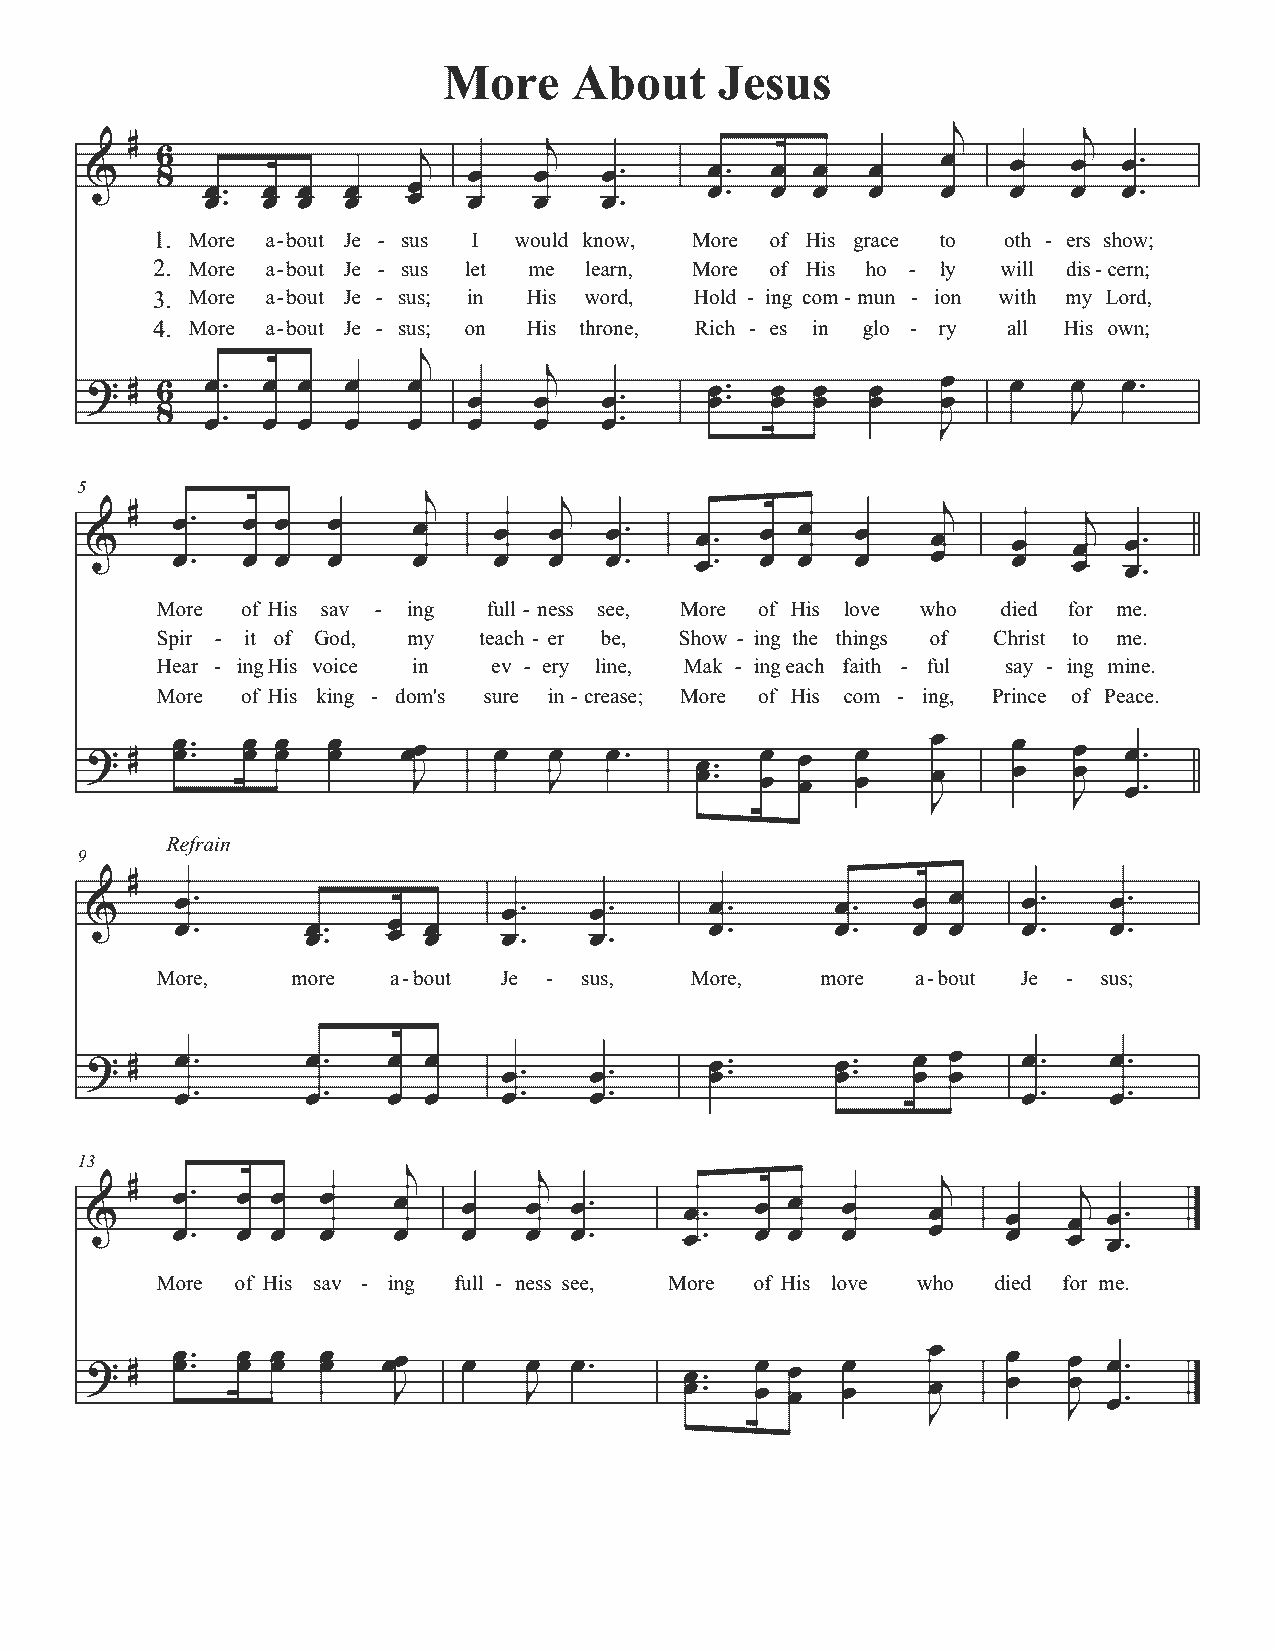 More About Jesus
6 8
1. More a-bout Je - sus I would know, More of His grace to oth - ers show;
2. More a-bout Je - sus let me learn, More of His ho - ly will dis - cern;
3. More a-bout Je - sus; in His word, Hold - ing com - mun - ion with my Lord,
4. More a-bout Je - sus; on His throne, Rich - es in glo - ry all His own;
6 8
5
More of His sav - ing full - ness see, More of His love who died for me.
Spir - it of God, my teach - er be, Show - ing the things of Christ to me.
Hear - ing His voice in ev - ery line, Mak - ing each faith - ful say - ing mine.
More of His king - dom's sure in - crease; More of His com - ing, Prince of Peace.
Refrain
9
More, more a - bout Je - sus, More, more a - bout Je - sus;
13
More of His sav - ing full - ness see, More of His love who died for me.